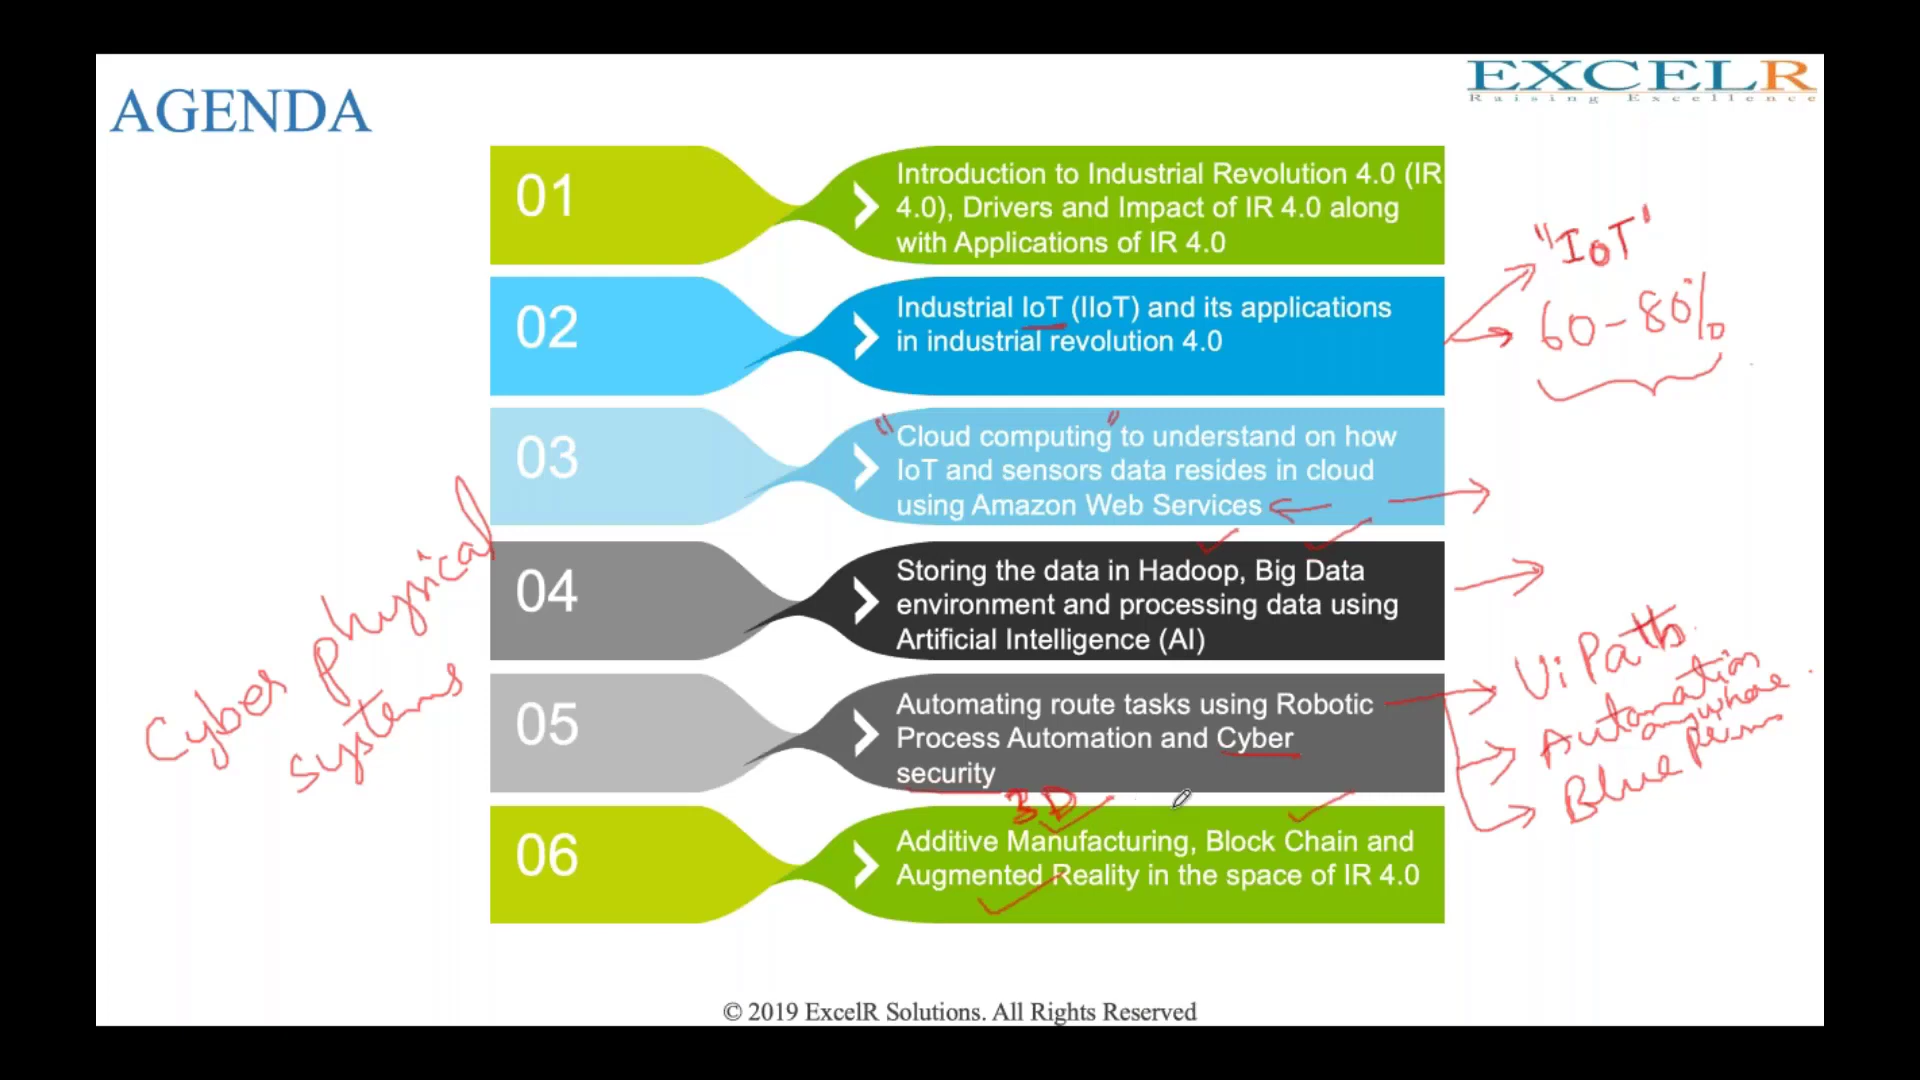 AGENDA
EXCELR
Raising Excellence
01
Introduction to Industrial Revolution 4.0 (IR
4.0), Drivers and Impact of IR 4.0 along
with Applications of IR 4.0
"IoT"
60-80%
02
Industrial IoT (IIoT) and its applications
in industrial revolution 4.0
03
" Cloud computing " to understand on how
IoT and sensors data resides in cloud
using Amazon Web Services
Cyber Physical
systems
04
Storing the data in Hadoop, Big Data
environment and processing data using
Artificial Intelligence (AI)
05
Automating route tasks using Robotic
Process Automation and Cyber
security
UiPath
Automation
anywhere
Blue prism
3D
06
Additive Manufacturing, Block Chain and
Augmented Reality in the space of IR 4.0
© 2019 ExcelR Solutions. All Rights Reserved